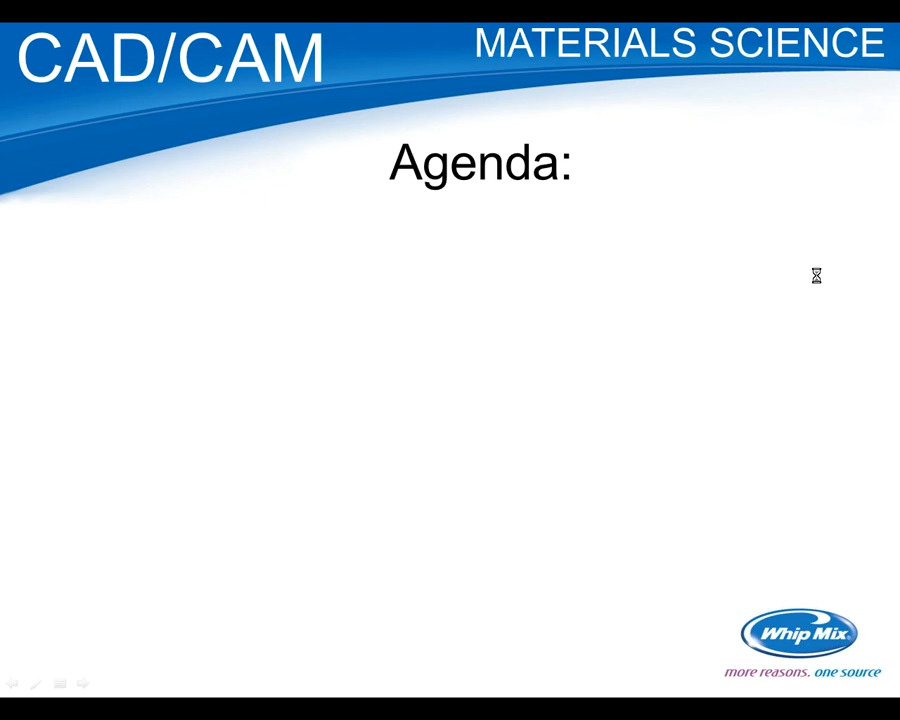 CAD/CAM
MATERIALS SCIENCE
Agenda:
Whip Mix
more reasons. one source